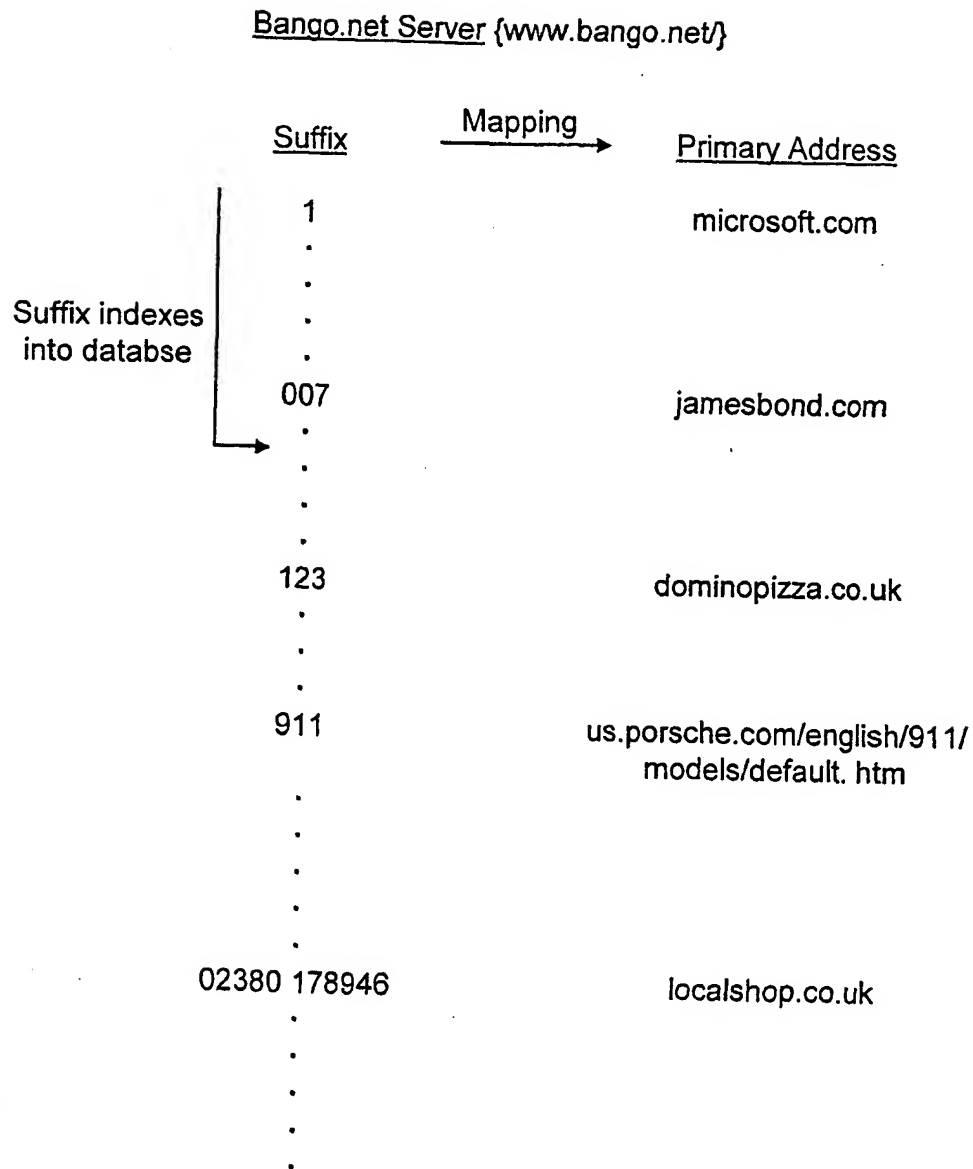 Bango.net Server {www.bango.net/}
Suffix
Mapping
Primary Address
1
microsoft.com
Suffix indexes
into databse
007
jamesbond.com
123
dominopizza.co.uk
911
us.porsche.com/english/911/
models/default. htm
02380 178946
localshop.co.uk